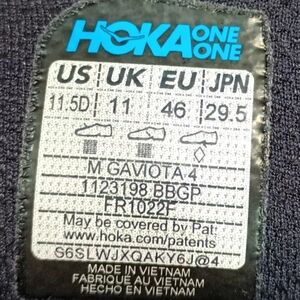 HOKA ONE ONE
US UK EU JPN
11.5D 11 46 29.5
M GAVIOTA 4
1123198 BBGP
FR1022F
May be covered by Pat:
www.hoka.com/patents
S6SLWJXQAKY6J@4
MADE IN VIETNAM
FABRIQUE AU VIETNAM
HECHO EN VIETNAM